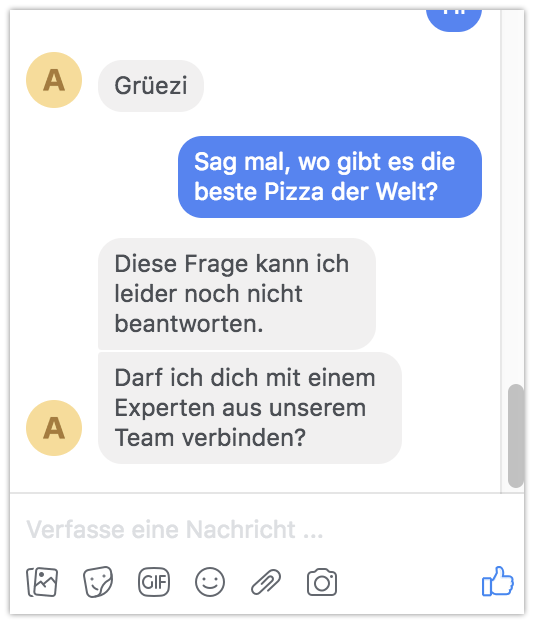 A
Grüezi
Sag mal, wo gibt es die
beste Pizza der Welt?
Diese Frage kann ich
leider noch nicht
beantworten.
Darf ich dich mit einem
Experten aus unserem
Team verbinden?
A
Verfasse eine Nachricht ...
GIF